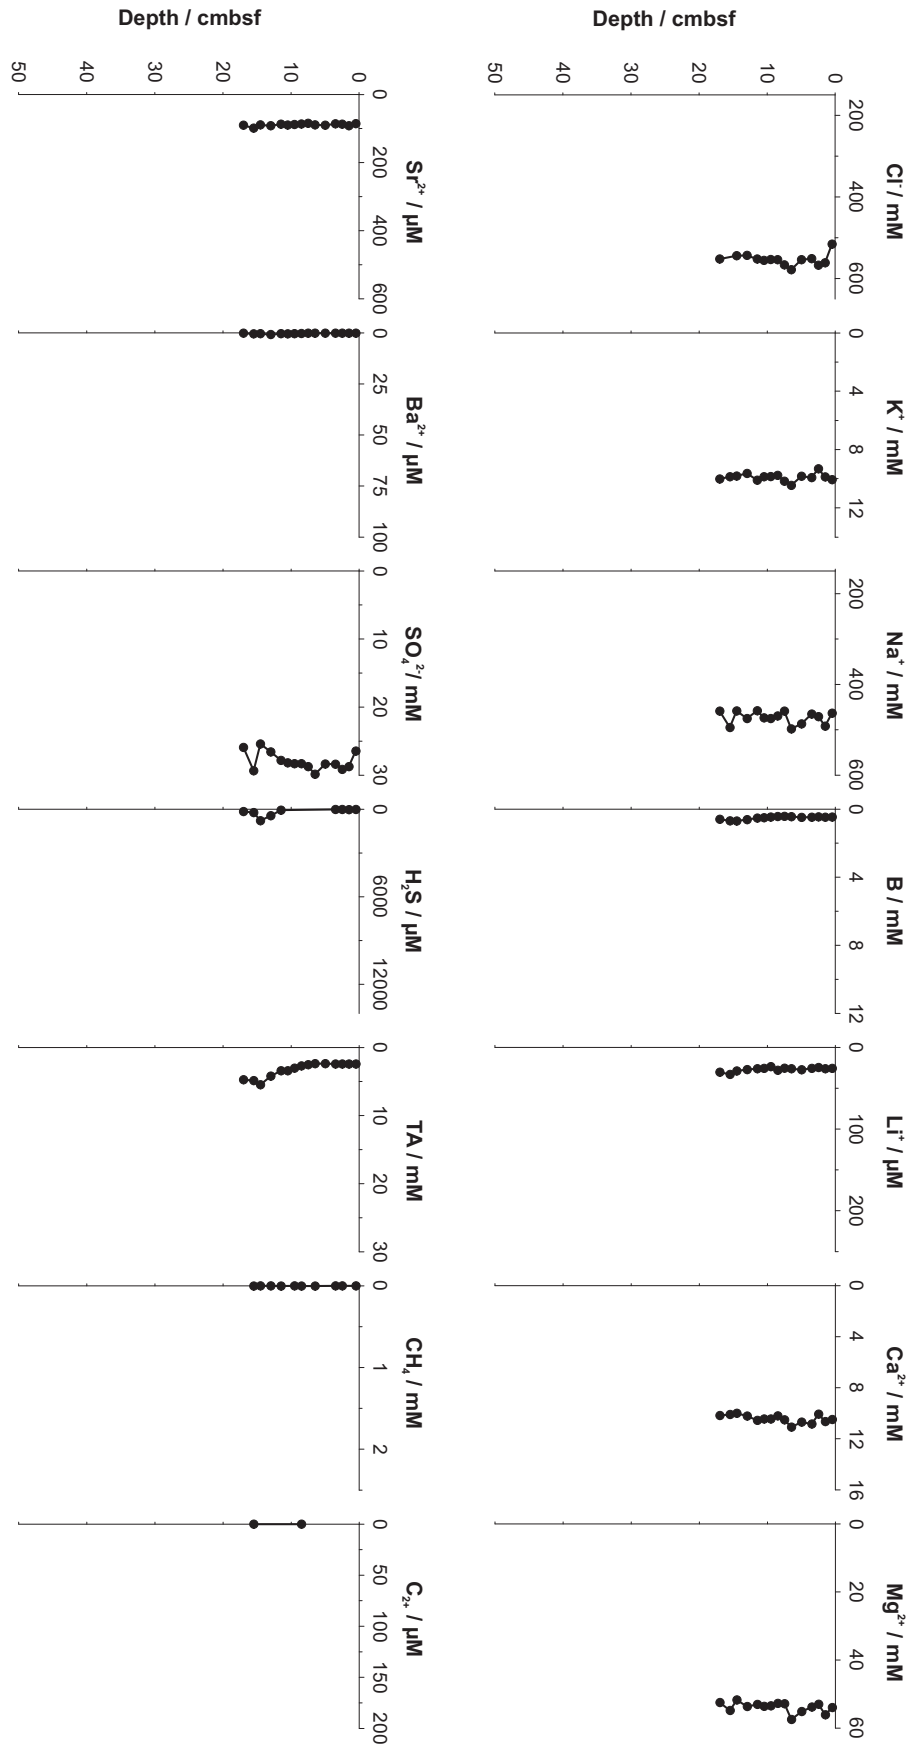 Cl⁻ / mM
K⁺ / mM
Na⁺ / mM
B / mM
Li⁺ / µM
Ca²⁺ / mM
Mg²⁺ / mM
200 400 600
0 4 8 12
200 400 600
0 4 8 12
0 100 200
0 4 8 12 16
0 20 40 60
Depth / cmbsf
0
10
20
30
40
50
Sr²⁺ / µM
Ba²⁺ / µM
SO₄²⁻/ mM
H₂S / µM
TA / mM
CH₄ / mM
C₂₊ / µM
0 200 400 600
0 25 50 75 100
0 10 20 30
0 6000 12000
0 10 20 30
0 1 2
0 50 100 150 200
Depth / cmbsf
0
10
20
30
40
50